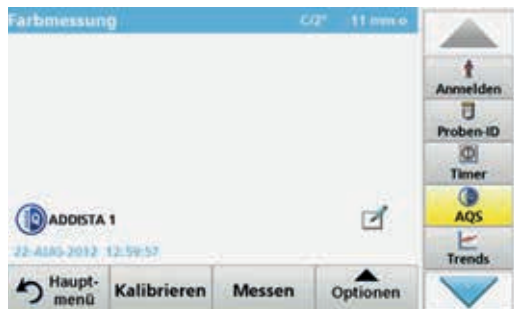 Farbmessung C/2° 11 mm o
Anmelden
Proben-ID
Timer
ADDISTA 1
AQS
22-AUG-2012 12:59:57
Trends
Haupt-
menü
Kalibrieren
Messen
Optionen